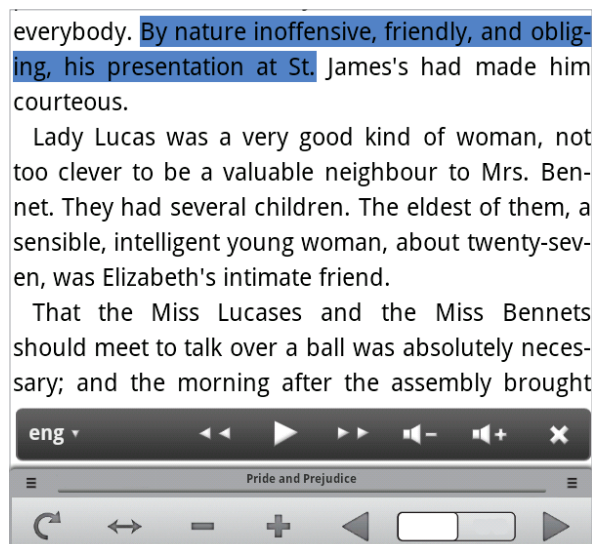 everybody. By nature inoffensive, friendly, and oblig-
ing, his presentation at St. James's had made him
courteous.
Lady Lucas was a very good kind of woman, not
too clever to be a valuable neighbour to Mrs. Ben-
net. They had several children. The eldest of them, a
sensible, intelligent young woman, about twenty-sev-
en, was Elizabeth's intimate friend.
That the Miss Lucases and the Miss Bennets
should meet to talk over a ball was absolutely neces-
sary; and the morning after the assembly brought
eng
Pride and Prejudice